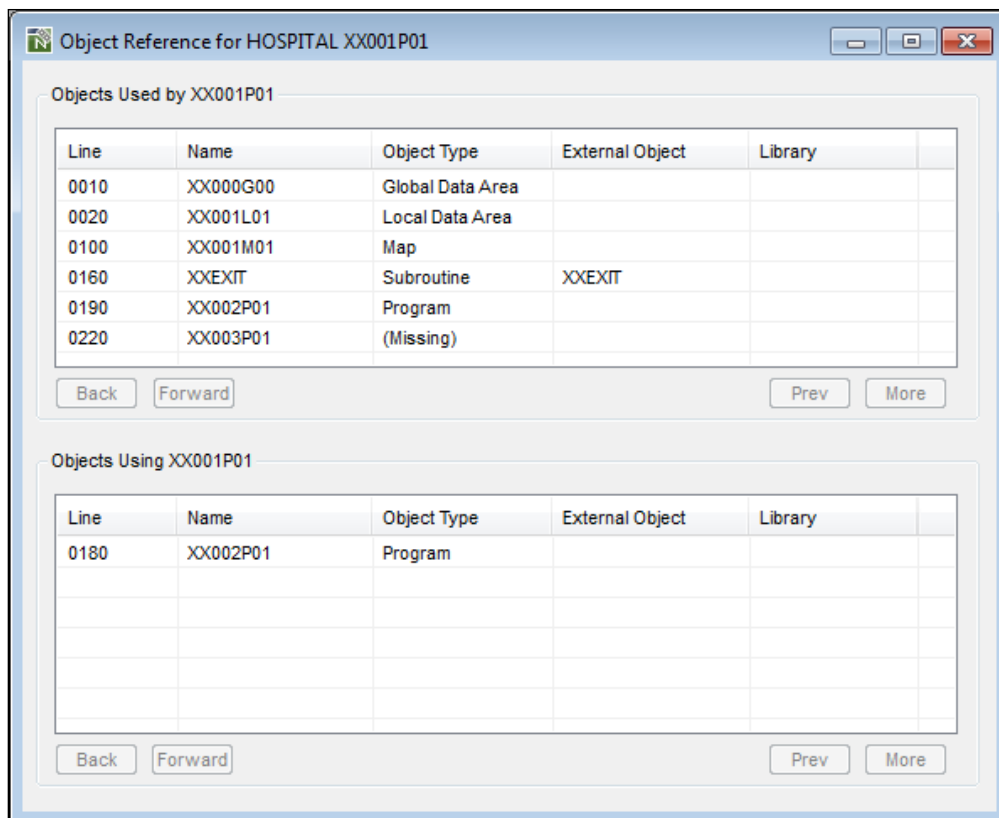 Object Reference for HOSPITAL XX001P01
Objects Used by XX001P01
Line Name Object Type External Object Library
0010 XX000G00 Global Data Area
0020 XX001L01 Local Data Area
0100 XX001M01 Map
0160 XXEXIT Subroutine XXEXIT
0190 XX002P01 Program
0220 XX003P01 (Missing)
Back Forward Prev More
Objects Using XX001P01
Line Name Object Type External Object Library
0180 XX002P01 Program
Back Forward Prev More